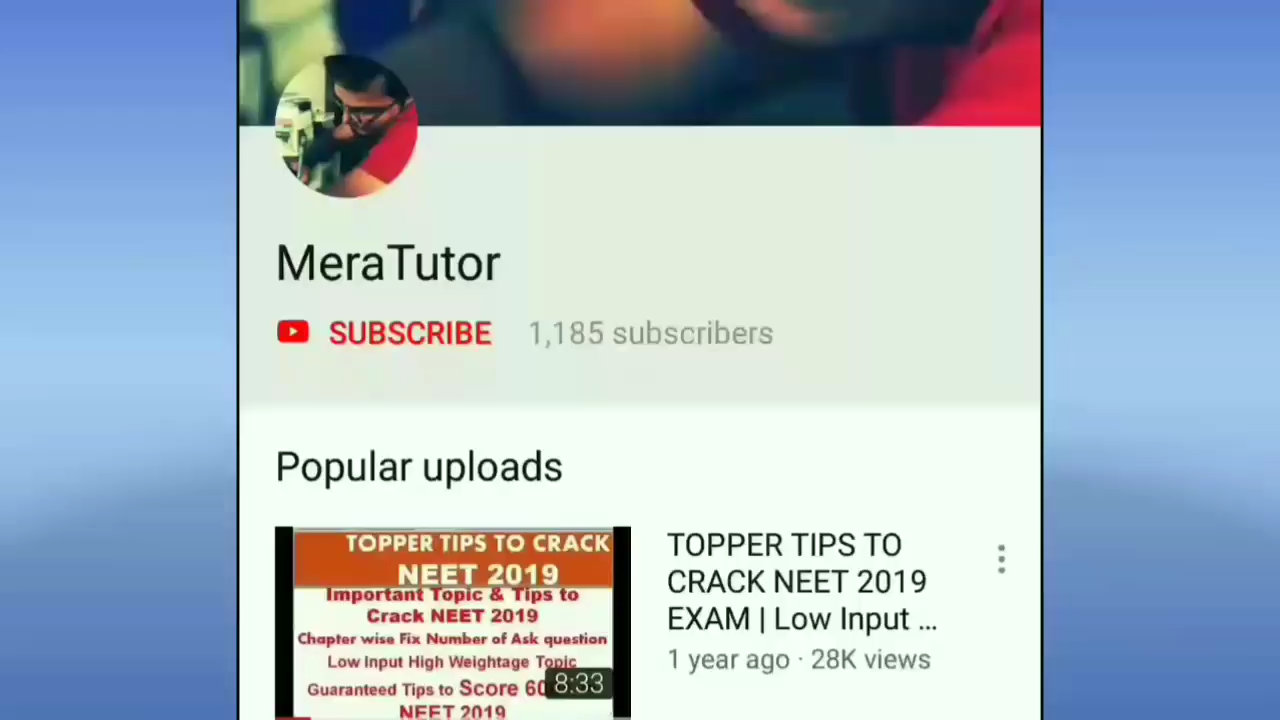 MeraTutor
SUBSCRIBE 1,185 subscribers
Popular uploads
TOPPER TIPS TO CRACK
NEET 2019
Important Topic & Tips to
Crack NEET 2019
Chapter wise Fix Number of Ask question
Low Input High Weightage Topic
Guaranteed Tips to Score 60
NEET 2019
8:33
TOPPER TIPS TO
CRACK NEET 2019
EXAM | Low Input ...
1 year ago · 28K views